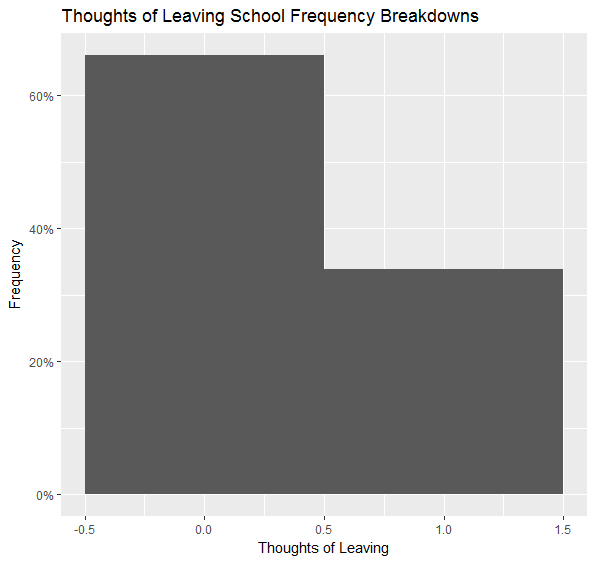 Thoughts of Leaving School Frequency Breakdowns
60%
40%
20%
0%
Frequency
-0.5 0.0 0.5 1.0 1.5
Thoughts of Leaving